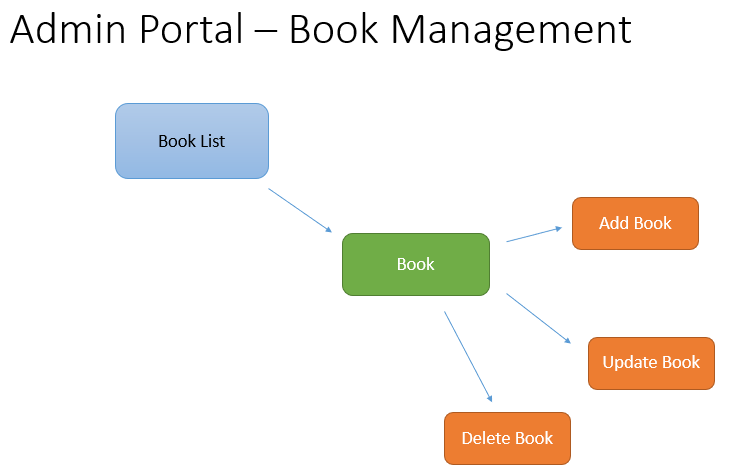 Admin Portal – Book Management
Book List
Add Book
Book
Update Book
Delete Book